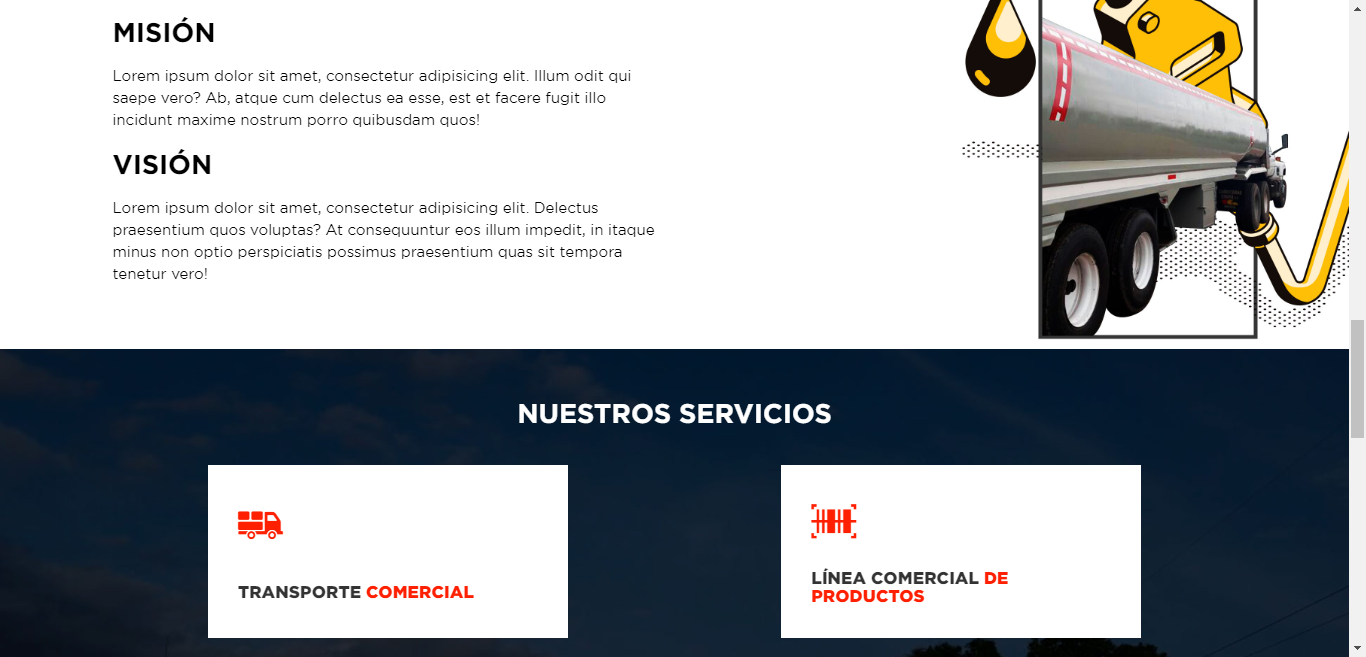 MISIÓN
Lorem ipsum dolor sit amet, consectetur adipisicing elit. Illum odit qui
saepe vero? Ab, atque cum delectus ea esse, est et facere fugit illo
incidunt maxime nostrum porro quibusdam quos!
VISIÓN
Lorem ipsum dolor sit amet, consectetur adipisicing elit. Delectus
praesentium quos voluptas? At consequuntur eos illum impedit, in itaque
minus non optio perspiciatis possimus praesentium quas sit tempora
tenetur vero!
NUESTROS SERVICIOS
TRANSPORTE COMERCIAL
LÍNEA COMERCIAL DE
PRODUCTOS